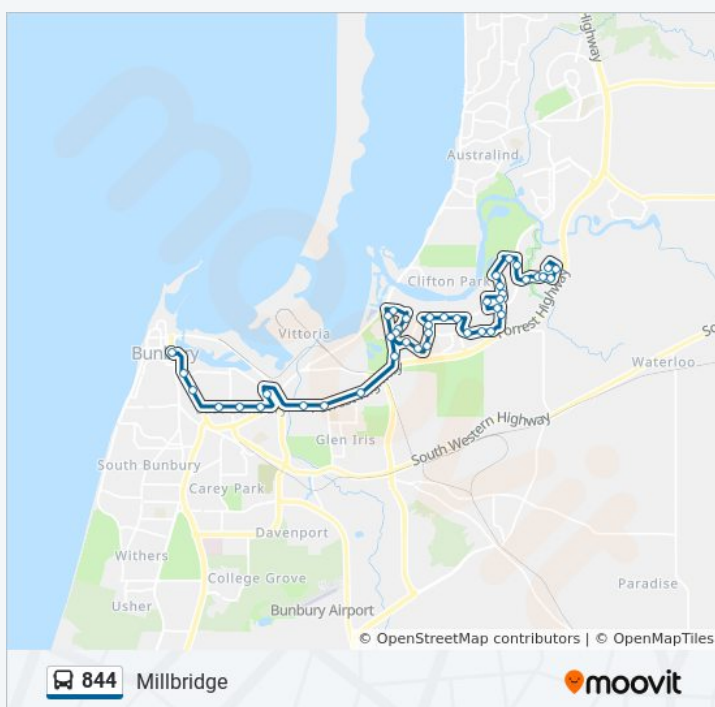 Highway
Australind
Clifton Park
Forrest Highway
Vittoria
Bunbury
Waterloo
Glen Iris
South Western Highway
South Bunbury
Carey Park
Davenport
Withers
College Grove
Paradise
Usher
Bunbury Airport
© OpenStreetMap contributors | © OpenMapTiles
844 Millbridge
moovit